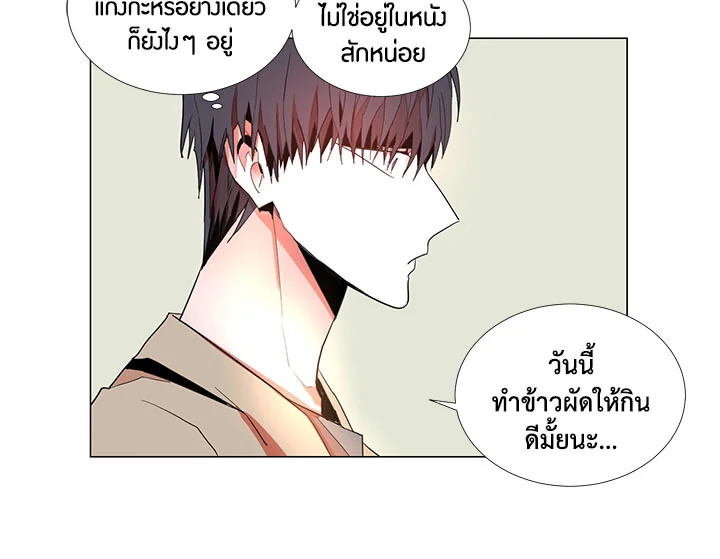 แกงกะหรี่อย่างเดียว
ก็ยังไงๆ อยู่
ไม่ใช่อยู่ในหนัง
สักหน่อย
วันนี้
ทำข้าวผัดให้กิน
ดีมั้ยนะ...